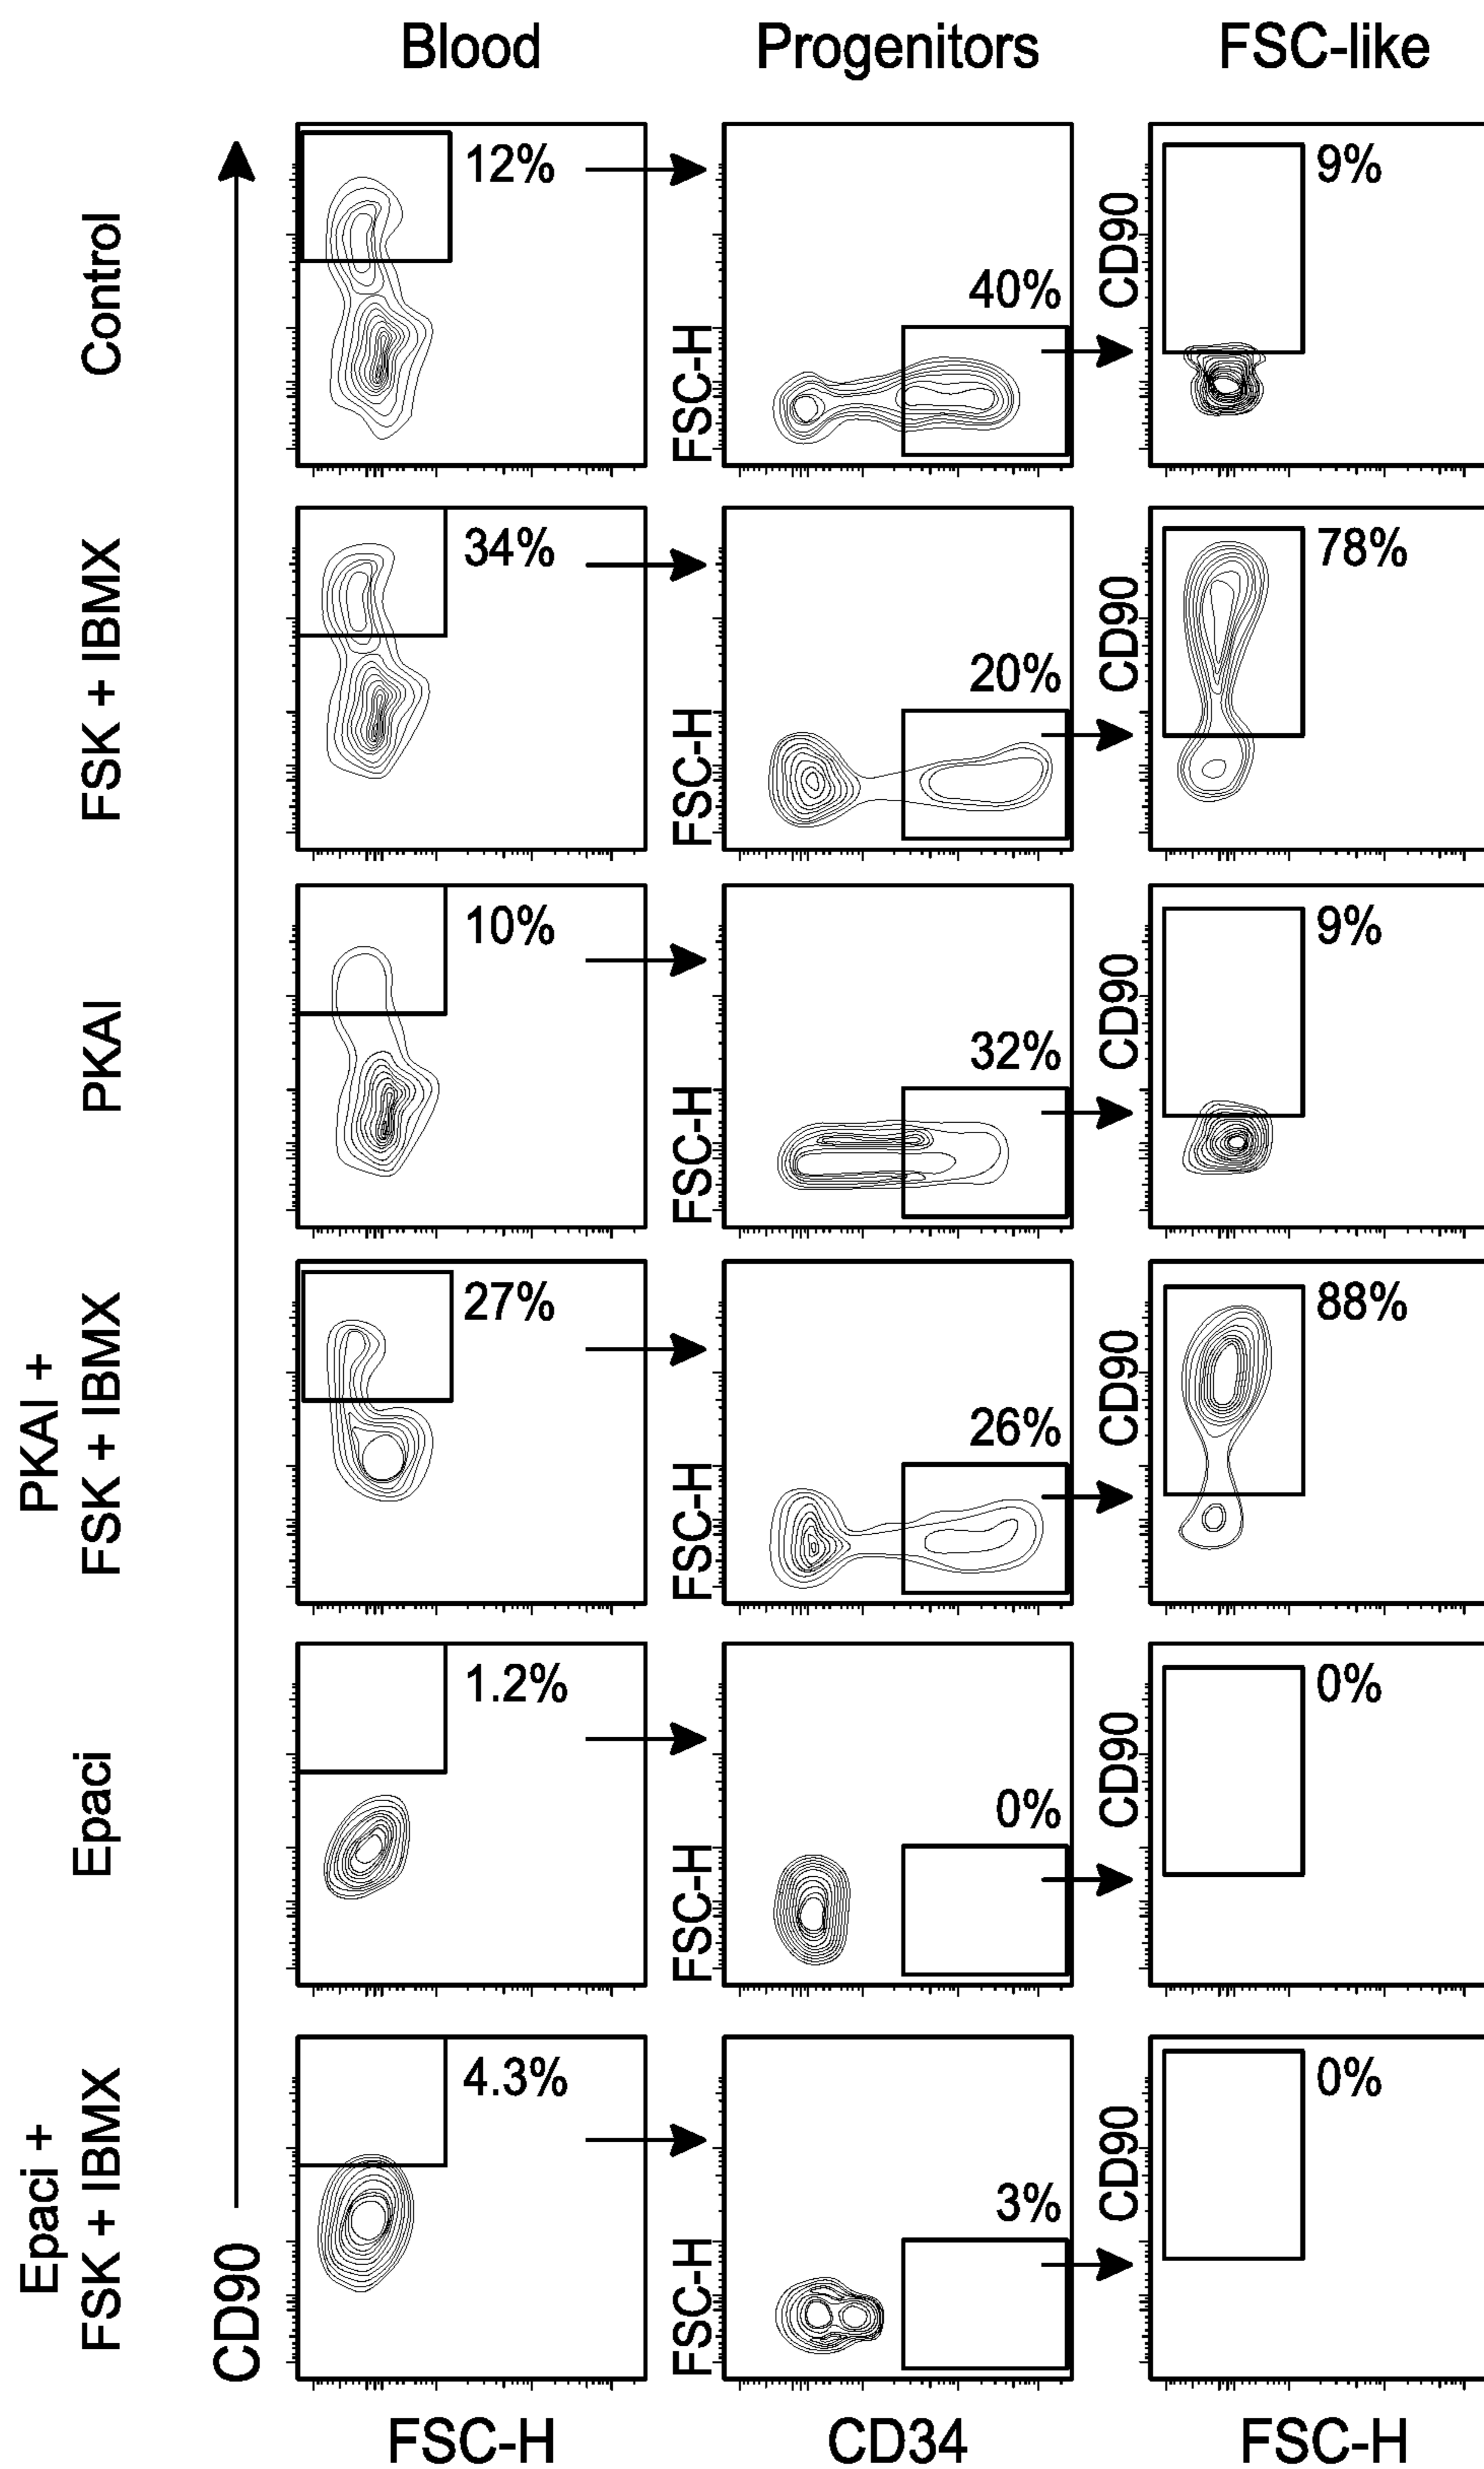 Blood
Progenitors
FSC-like
Control
12%
FSC-H
40%
CD90
9%
FSK + IBMX
34%
FSC-H
20%
CD90
78%
PKAI
10%
FSC-H
32%
CD90
9%
PKAI +
FSK + IBMX
27%
FSC-H
26%
CD90
88%
Epaci
1.2%
FSC-H
0%
CD90
0%
Epaci +
FSK + IBMX
4.3%
FSC-H
3%
CD90
0%
CD90
FSC-H
CD34
FSC-H